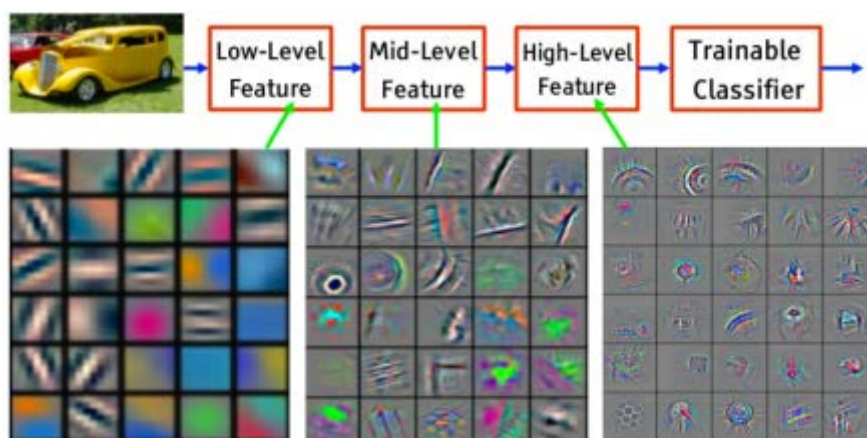 Low-Level
Feature
Mid-Level
Feature
High-Level
Feature
Trainable
Classifier